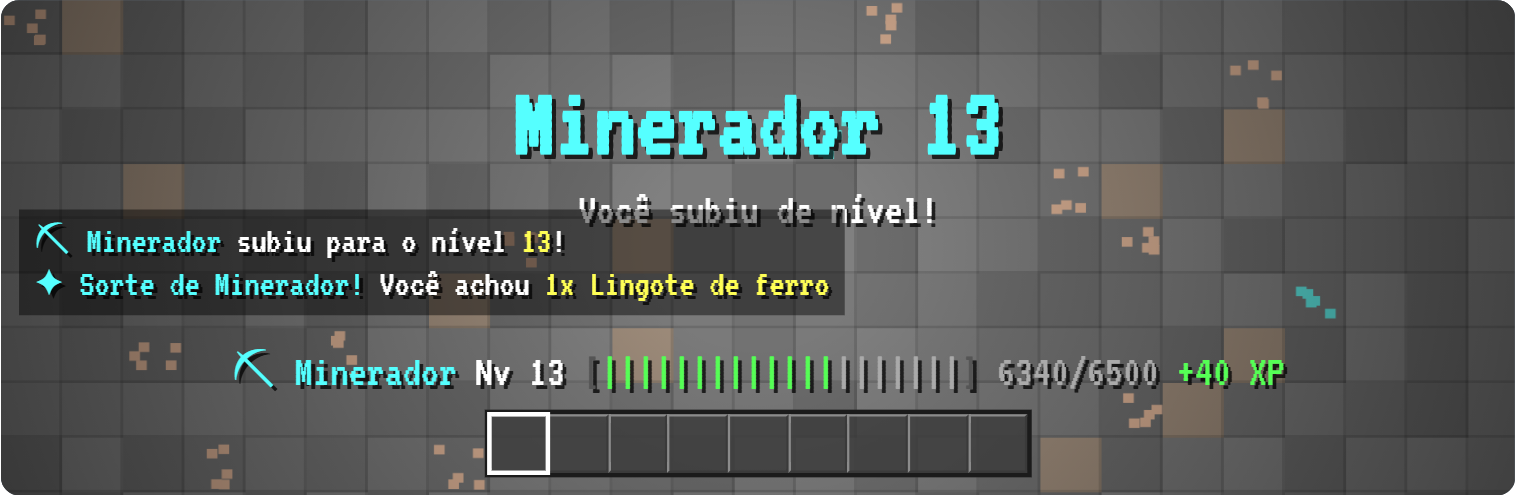 Minerador 13
Você subiu de nível!
Minerador subiu para o nível 13!
Sorte de Minerador! Você achou 1x Lingote de ferro
Minerador Nv 13 [||||||||||||||||||||] 6340/6500 +40 XP